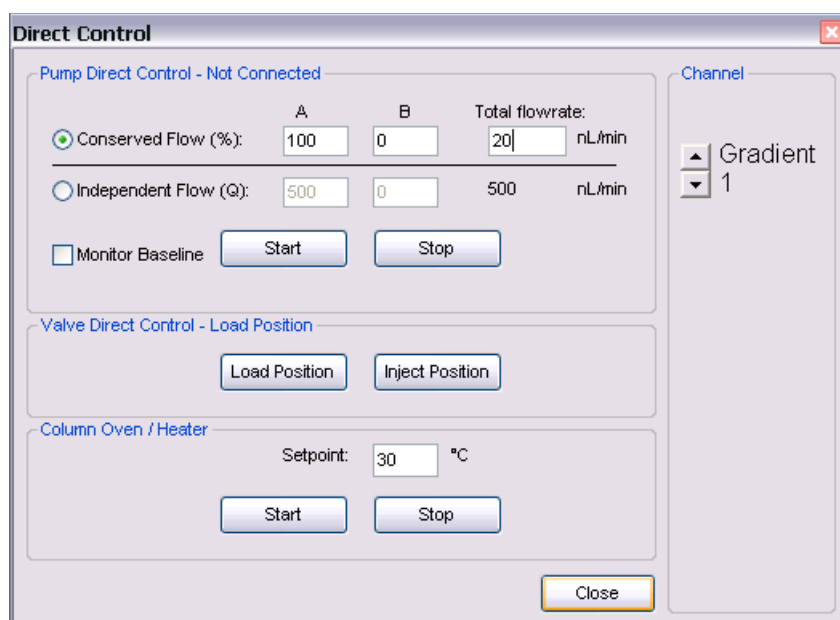 Direct Control
Pump Direct Control - Not Connected
A B Total flowrate:
Conserved Flow (%): 100 0 20 nL/min
Independent Flow (Q): 500 0 500 nL/min
Monitor Baseline Start Stop
Valve Direct Control - Load Position
Load Position Inject Position
Column Oven / Heater
Setpoint: 30 °C
Start Stop
Channel
Gradient
1
Close